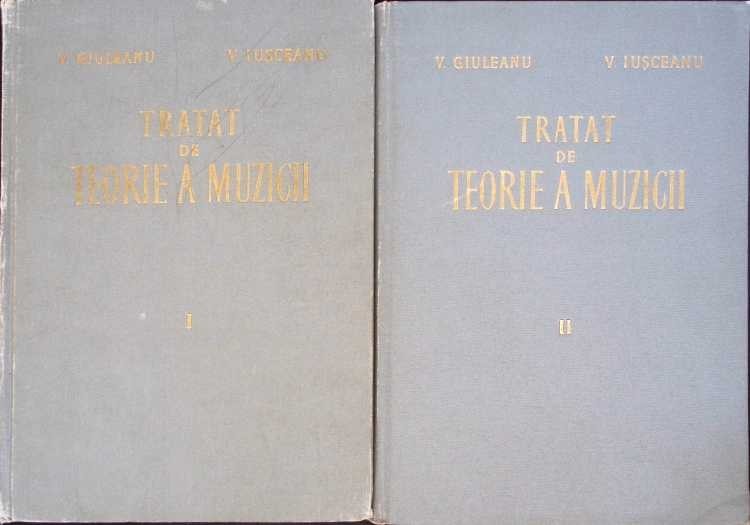 V. GIULEANU V. IUȘCEANU
TRATAT
DE
TEORIE A MUZICII
I
V. GIULEANU V. IUȘCEANU
TRATAT
DE
TEORIE A MUZICII
II